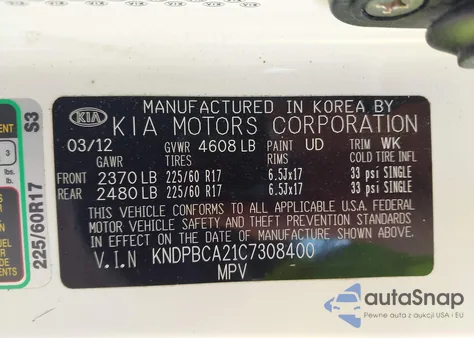 MANUFACTURED IN KOREA BY
KIA KIA MOTORS CORPORATION
03/12 GVWR 4608 LB PAINT UD TRIM WK
GAWR TIRES RIMS COLD TIRE INFL
FRONT 2370 LB 225/60 R17 6.5Jx17 33 psi SINGLE
REAR 2480 LB 225/60 R17 6.5Jx17 33 psi SINGLE
THIS VEHICLE CONFORMS TO ALL APPLICABLE U.S.A. FEDERAL
MOTOR VEHICLE SAFETY AND THEFT PREVENTION STANDARDS
IN EFFECT ON THE DATE OF MANUFACTURE SHOWN ABOVE.
V.I.N KNDPBCA21C7308400
MPV
ENT
S3
3
lbs.
lb.
225/60R17
autoSnap
Pewne auta z aukcji USA i EU